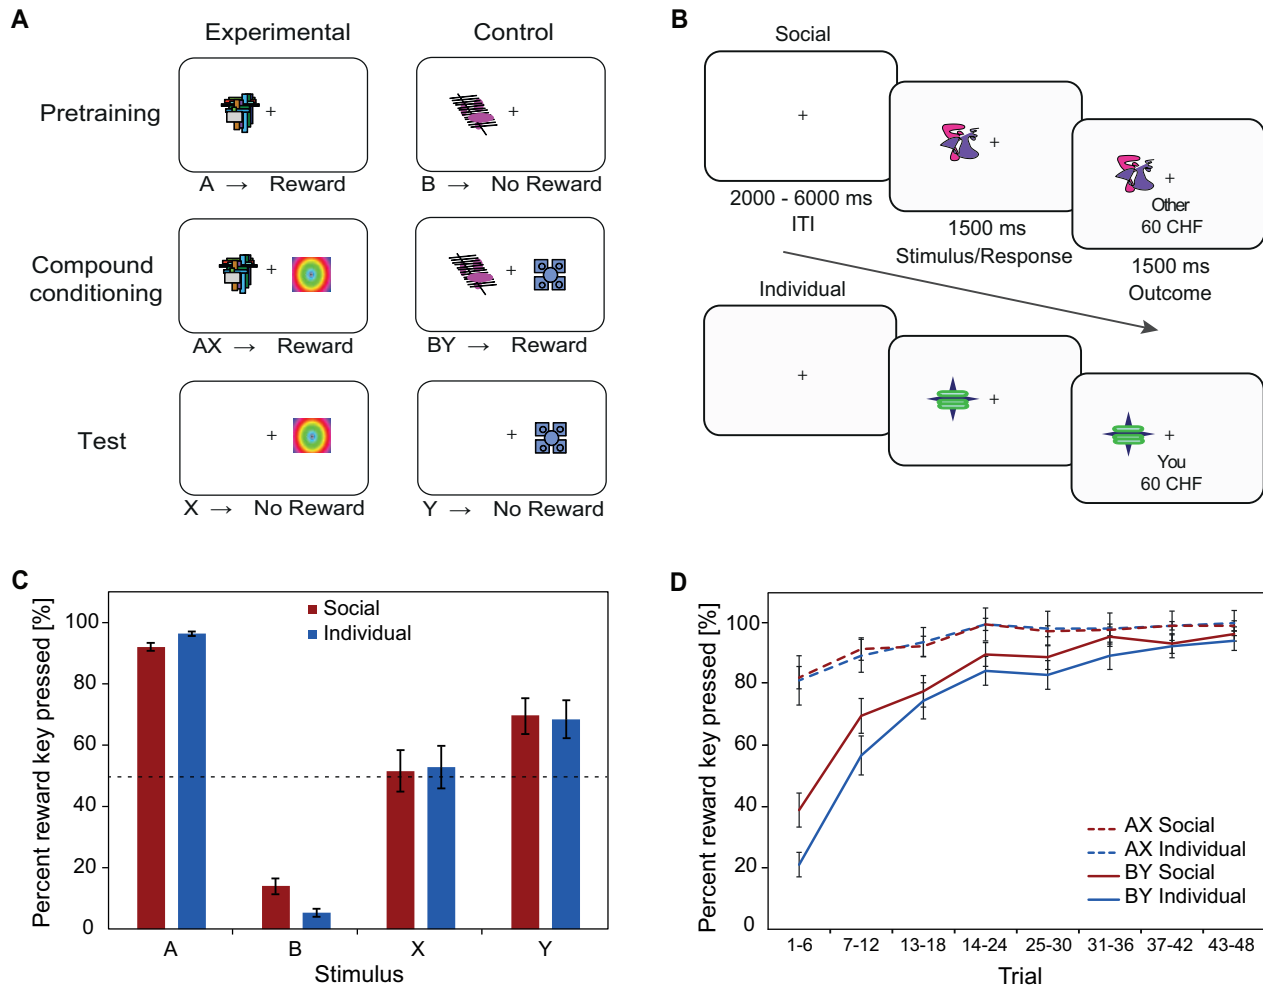 A
Experimental
Control
Pretraining
+
+
A → Reward
B → No Reward
Compound
conditioning
+
+
AX → Reward
BY → Reward
Test
+
+
X → No Reward
Y → No Reward
B
Social
+
2000 - 6000 ms
ITI
+
1500 ms
Stimulus/Response
+
Other
60 CHF
1500 ms
Outcome
Individual
+
+
+
You
60 CHF
C
Percent reward key pressed [%]
100
80
60
40
20
0
Social
Individual
A
B
X
Y
Stimulus
D
Percent reward key pressed [%]
100
80
60
40
20
0
AX Social
AX Individual
BY Social
BY Individual
1-6
7-12
13-18
14-24
25-30
31-36
37-42
43-48
Trial